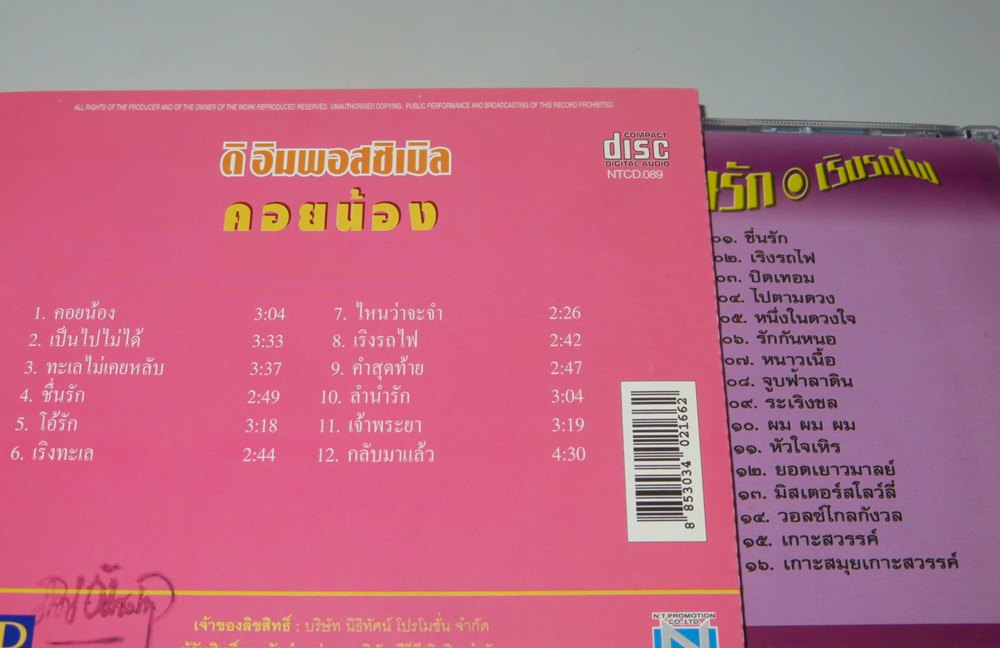 ALL RIGHTS OF THE PRODUCER AND OF THE OWNER OF THE WORK REPRODUCED RESERVED. UNAUTHORISED COPYING. PUBLIC PERFORMANCE AND BROADCASTING OF THIS RECORD PROHIBITED.
ดิ อิมพอสซิเบิล
คอยน้อง
COMPACT
disc
DIGITAL AUDIO
NTCD.089
1. คอยน้อง 3:04
2. เป็นไปไม่ได้ 3:33
3. ทะเลไม่เคยหลับ 3:37
4. ชื่นรัก 2:49
5. โอ้รัก 3:18
6. เริงทะเล 2:44
7. ไหนว่าจะจำ 2:26
8. เริงรถไฟ 2:42
9. คำสุดท้าย 2:47
10. ลำนำรัก 3:04
11. เจ้าพระยา 3:19
12. กลับมาแล้ว 4:30
8 853034 021662
เจ้าของลิขสิทธิ์ : บริษัท นิธิทัศน์ โปรโมชั่น จำกัด
N.T.PROMOTION
CO.,LTD.
รัก เริงรถไฟ
๐๑. ชื่นรัก
๐๒. เริงรถไฟ
๐๓. ปิดเทอม
๐๔. ไปตามดวง
๐๕. หนึ่งในดวงใจ
๐๖. รักกันหนอ
๐๗. หนาวเนื้อ
๐๘. จูบฟ้าลาดิน
๐๙. ระเริงชล
๑๐. ผม ผม ผม
๑๑. หัวใจเหิร
๑๒. ยอดเยาวมาลย์
๑๓. มิสเตอร์สโลว์ลี่
๑๔. วอลซ์ไกลกังวล
๑๕. เกาะสวรรค์
๑๖. เกาะสมุยเกาะสวรรค์